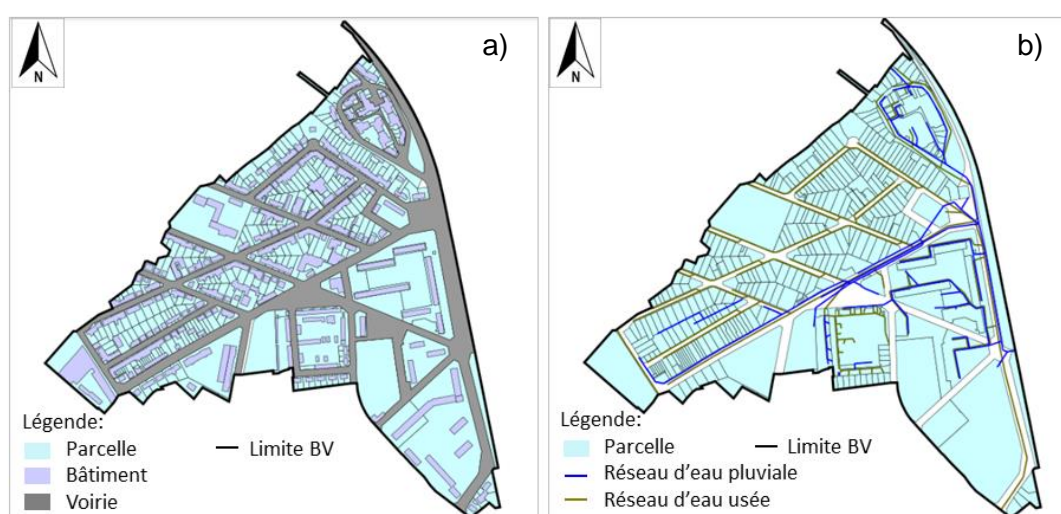 N
a)
Légende:
Parcelle
Limite BV
Bâtiment
Voirie
N
b)
Légende:
Parcelle
Limite BV
Réseau d'eau pluviale
Réseau d'eau usée